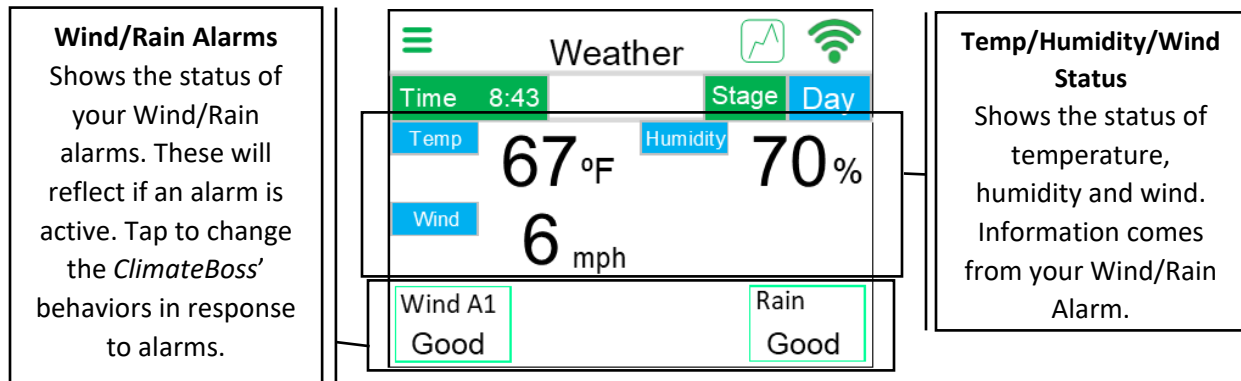 Wind/Rain Alarms
Shows the status of
your Wind/Rain
alarms. These will
reflect if an alarm is
active. Tap to change
the ClimateBoss'
behaviors in response
to alarms.
Weather
Time 8:43 Stage Day
Temp 67 ºF Humidity 70 %
Wind 6 mph
Wind A1
Good
Rain
Good
Temp/Humidity/Wind
Status
Shows the status of
temperature,
humidity and wind.
Information comes
from your Wind/Rain
Alarm.